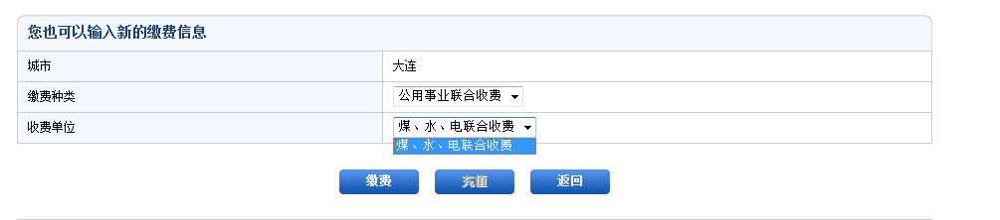 您也可以输入新的缴费信息
城市 大连
缴费种类 公用事业联合收费
收费单位 煤、水、电联合收费
煤、水、电联合收费
缴费 充值 返回